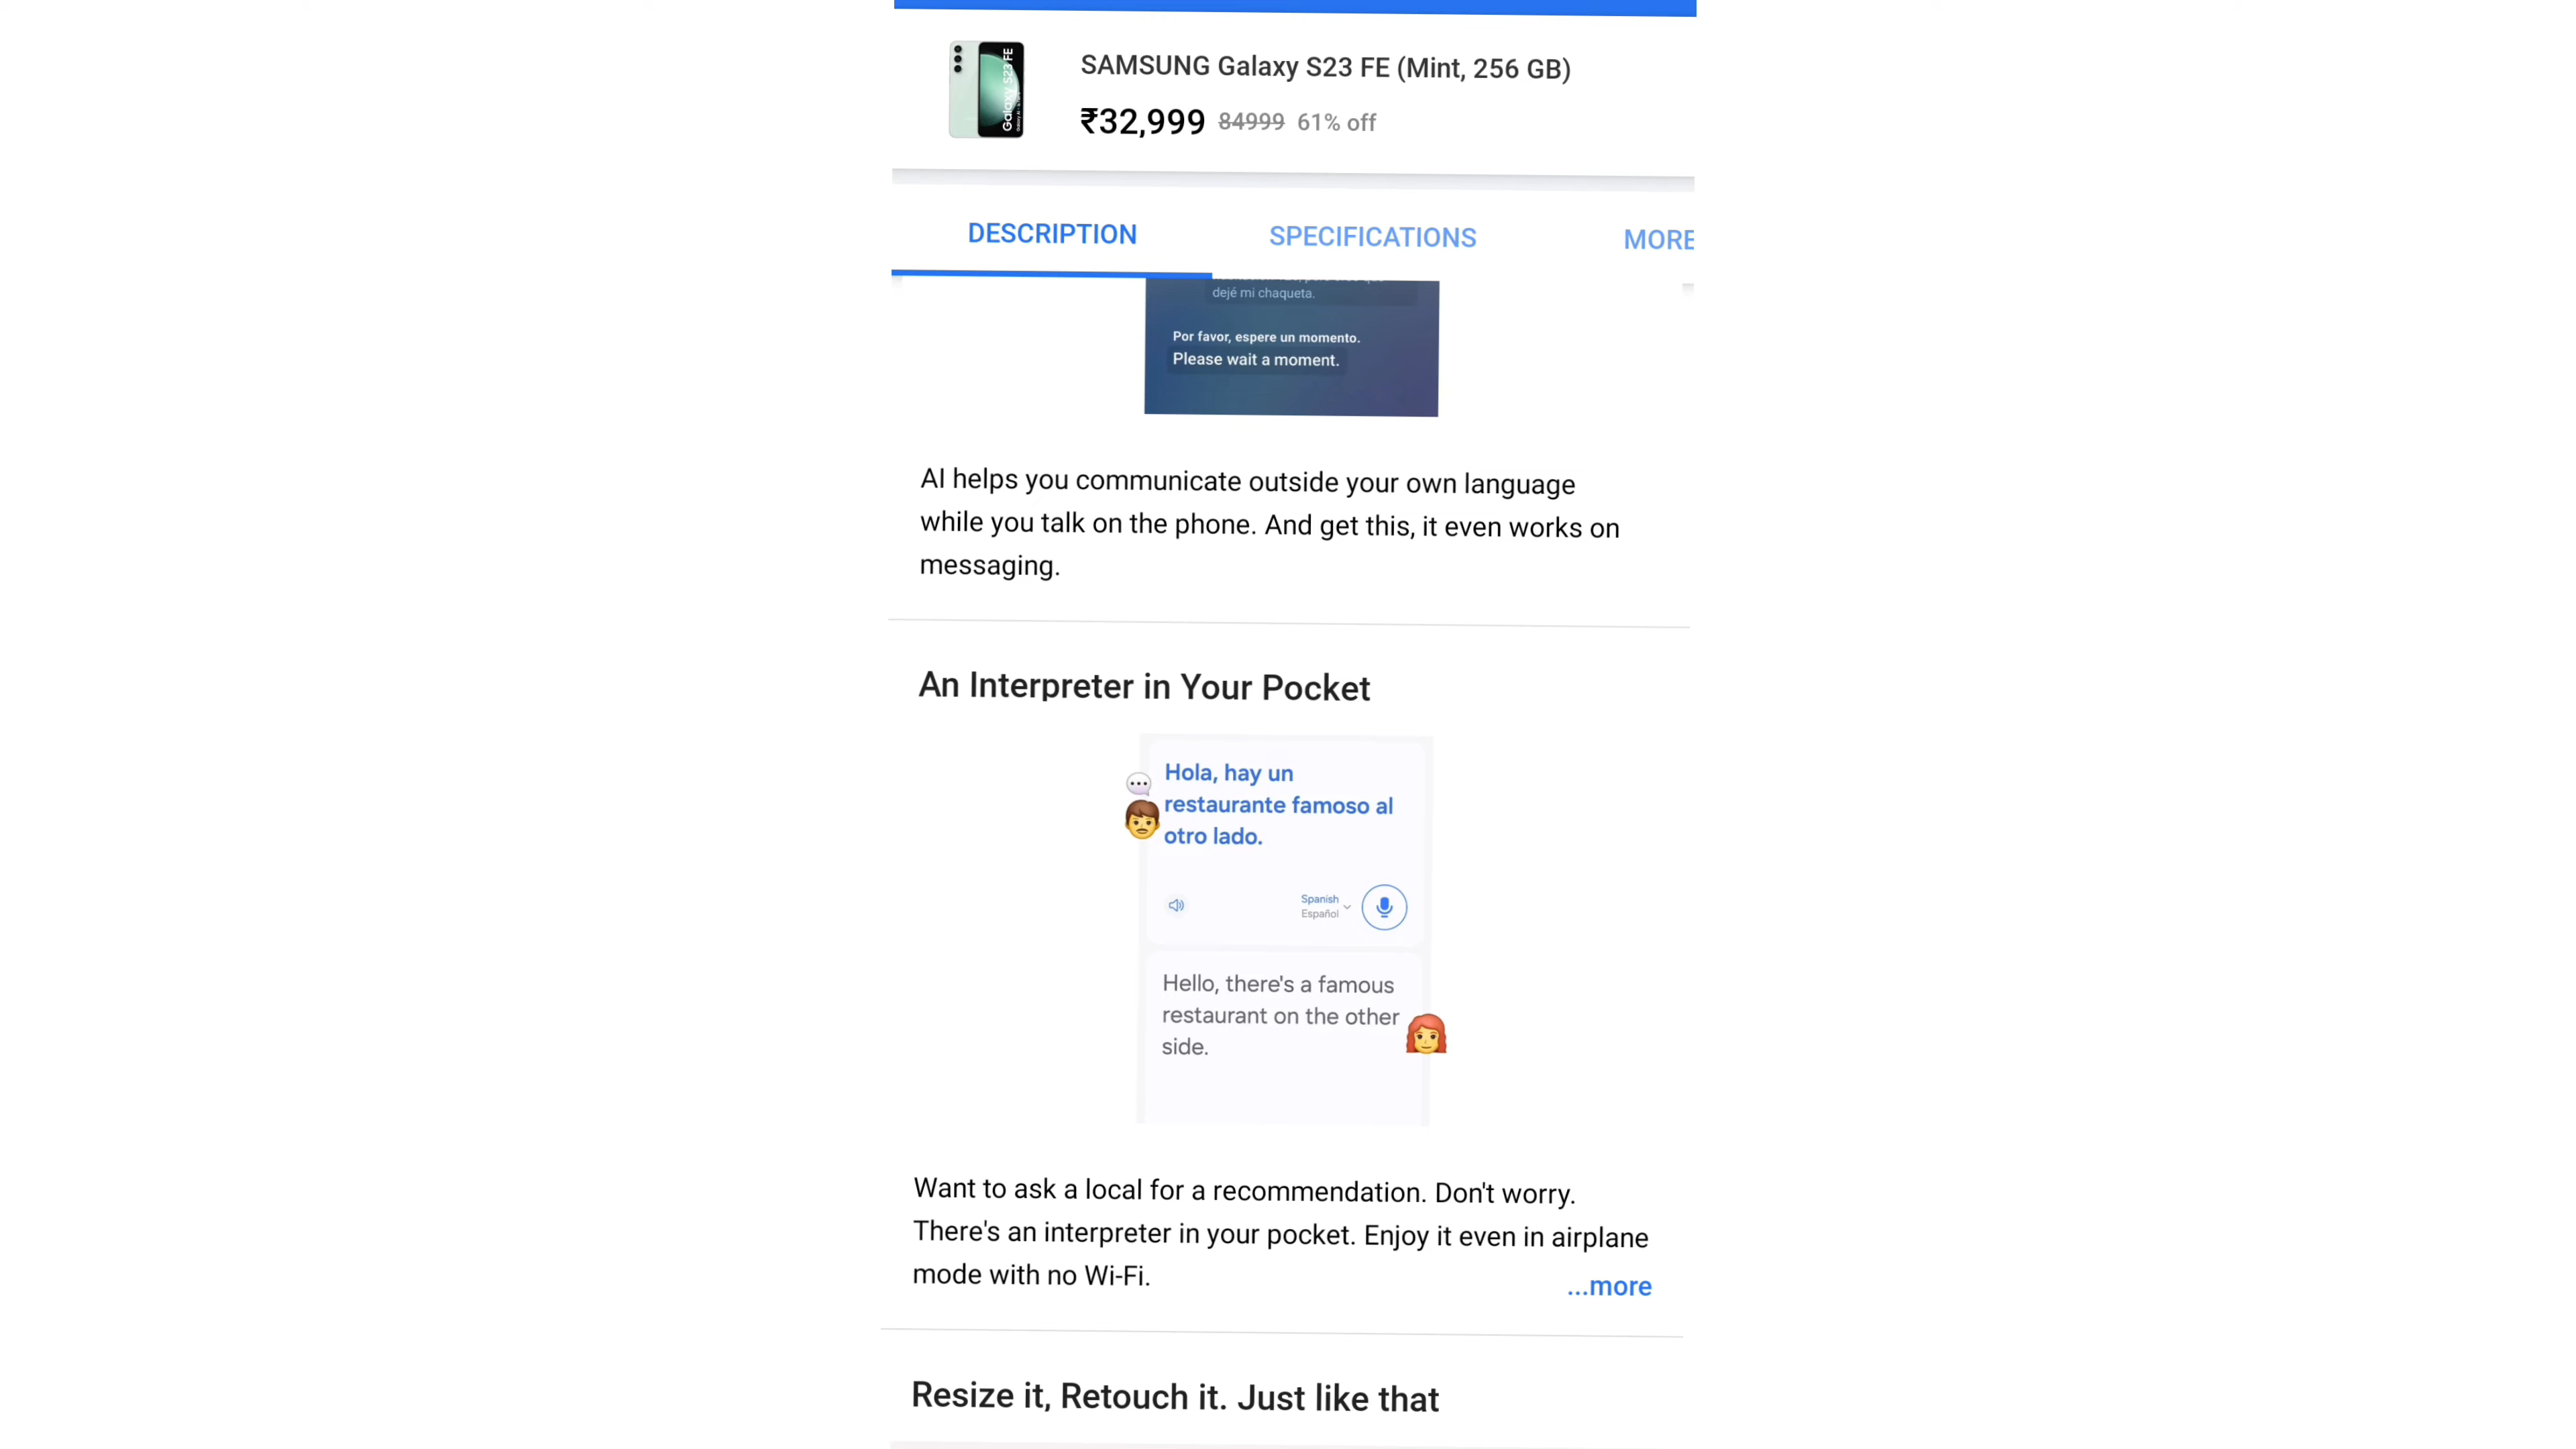 SAMSUNG Galaxy S23 FE (Mint, 256 GB)
₹32,999 84999 61% off
Galaxy S23 FE
DESCRIPTION SPECIFICATIONS MORE
dejé mi chaqueta.
Por favor, espere un momento.
Please wait a moment.
AI helps you communicate outside your own language
while you talk on the phone. And get this, it even works on
messaging.
An Interpreter in Your Pocket
Hola, hay un
restaurante famoso al
otro lado.
Spanish
Español
Hello, there's a famous
restaurant on the other
side.
Want to ask a local for a recommendation. Don't worry.
There's an interpreter in your pocket. Enjoy it even in airplane
mode with no Wi-Fi.
...more
Resize it, Retouch it. Just like that